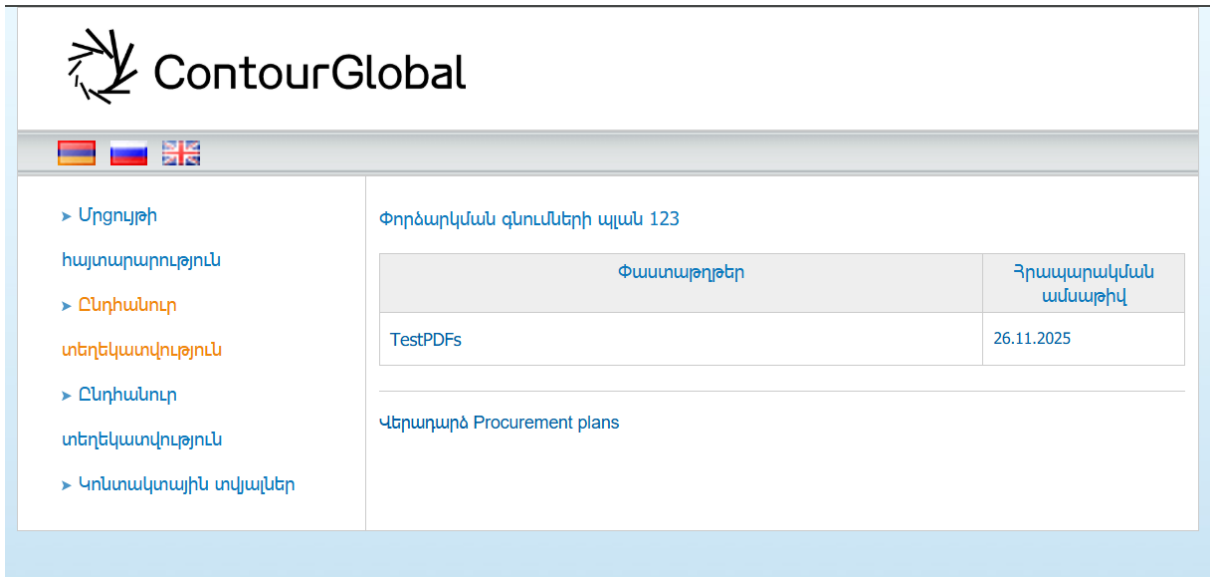 ContourGlobal
➤ Մրցույթի
հայտարարություն
➤ Ընդհանուր
տեղեկատվություն
➤ Ընդհանուր
տեղեկատվություն
➤ Կոնտակտային տվյալներ
Փորձարկման գնումների պլան 123
Փաստաթղթեր
Հրապարակման
ամսաթիվ
TestPDFs
26.11.2025
Վերադարձ Procurement plans